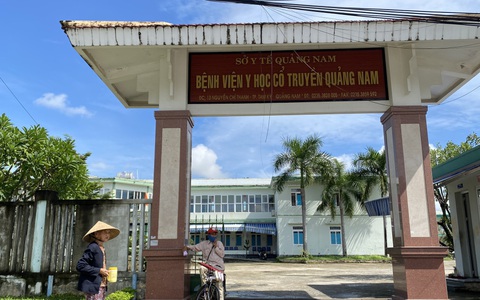 SỞ Y TẾ QUẢNG NAM
BỆNH VIỆN Y HỌC CỔ TRUYỀN QUẢNG NAM